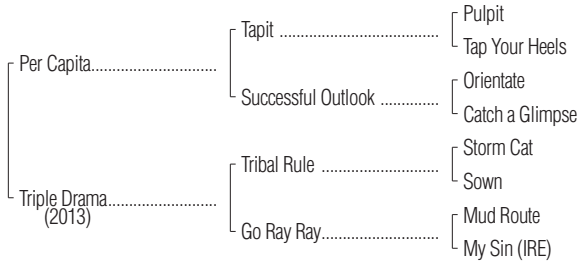 Pulpit
Tapit ......................................
Tap Your Heels
Per Capita..............................
Orientate
Successful Outlook ..............
Catch a Glimpse
Storm Cat
Tribal Rule ............................
Sown
Triple Drama..........................
(2013)
Mud Route
Go Ray Ray............................
My Sin (IRE)